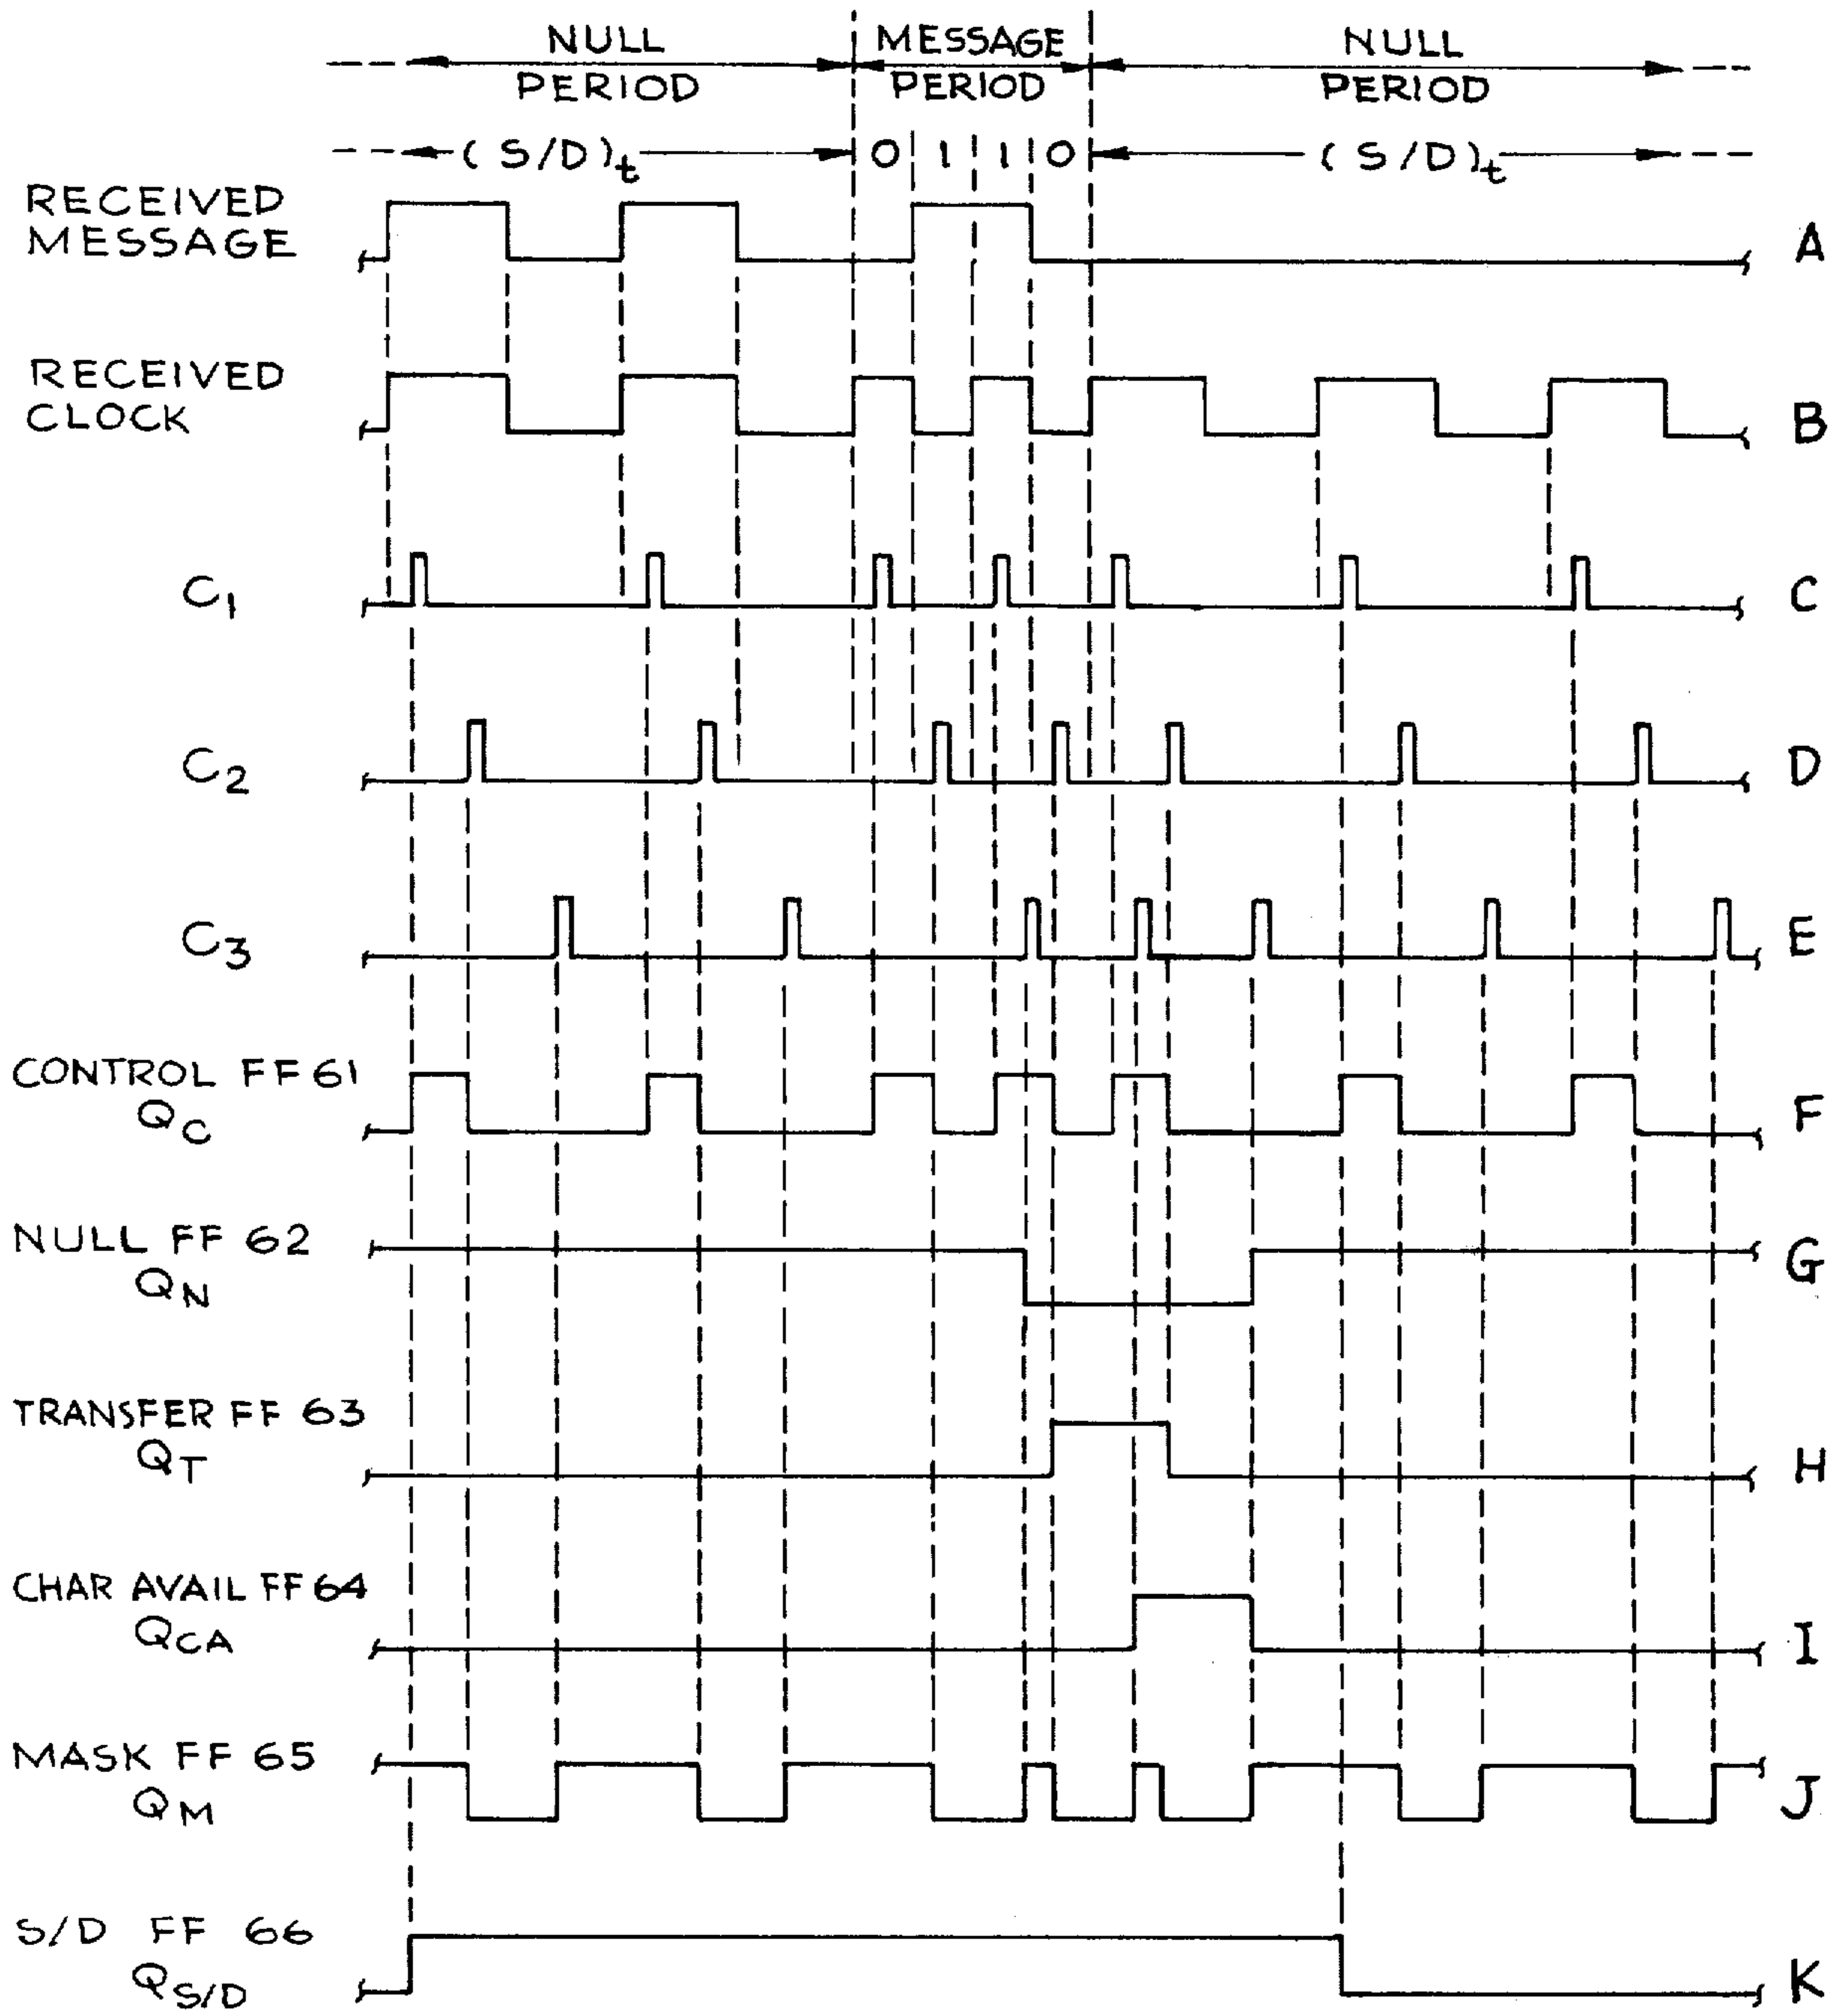 NULL PERIOD
MESSAGE PERIOD
NULL PERIOD
(S/D)t
0 1 1 0
(S/D)t
RECEIVED MESSAGE
A
RECEIVED CLOCK
B
C1
C
C2
D
C3
E
CONTROL FF 61
QC
F
NULL FF 62
QN
G
TRANSFER FF 63
QT
H
CHAR AVAIL FF 64
QCA
I
MASK FF 65
QM
J
S/D FF 66
QS/D
K